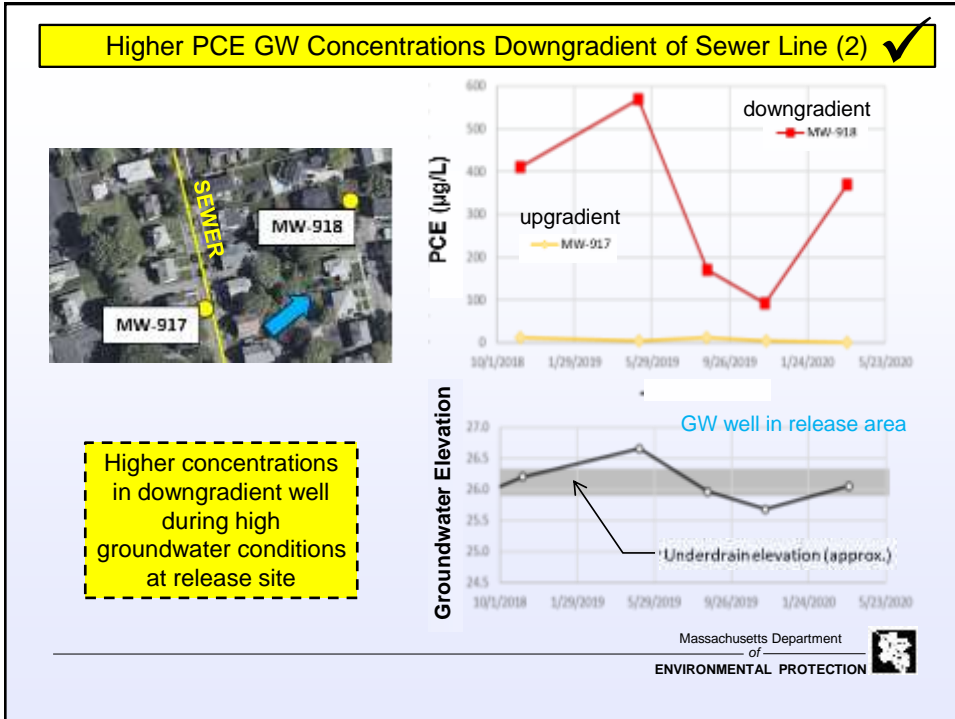 Higher PCE GW Concentrations Downgradient of Sewer Line (2)
SEWER
MW-918
MW-917
PCE (µg/L)
600
500
400
300
200
100
0
downgradient
MW-918
upgradient
MW-917
10/1/2018 1/29/2019 5/29/2019 9/26/2019 1/24/2020 5/23/2020
Higher concentrations
in downgradient well
during high
groundwater conditions
at release site
Groundwater Elevation
GW well in release area
27.0
26.5
26.0
25.5
25.0
24.5
Underdrain elevation (approx.)
10/1/2018 1/29/2019 5/29/2019 9/26/2019 1/24/2020 5/23/2020
Massachusetts Department
of
ENVIRONMENTAL PROTECTION